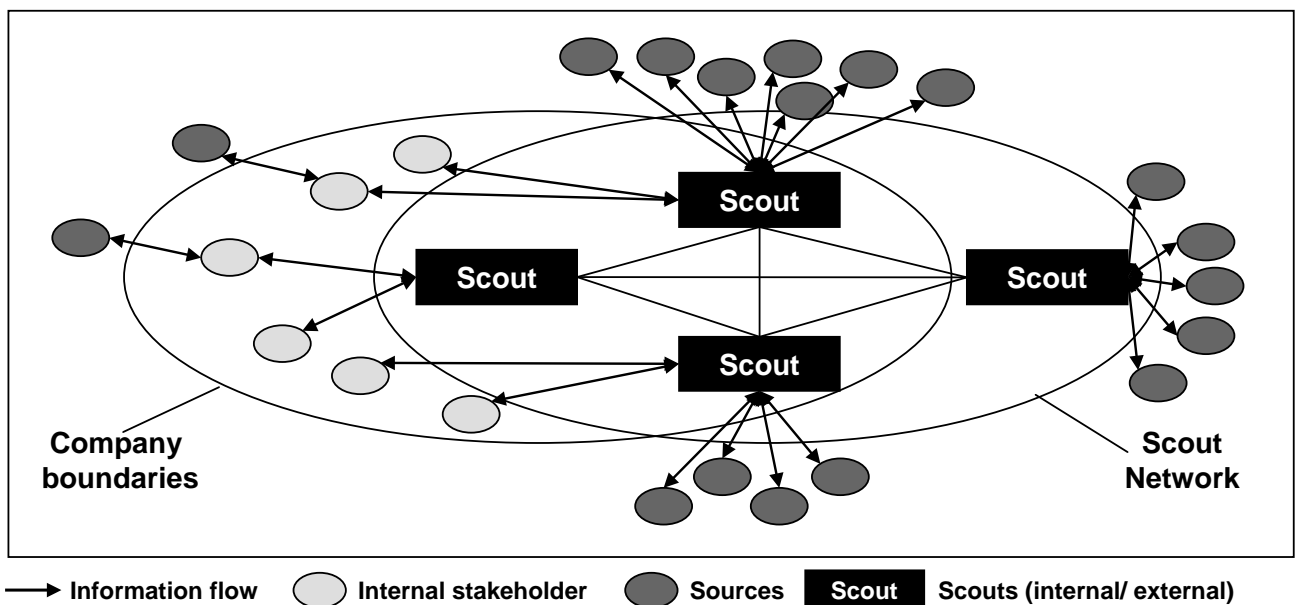 Scout
Scout
Scout
Scout
Company
boundaries
Scout
Network
Information flow
Internal stakeholder
Sources
Scout
Scouts (internal/ external)